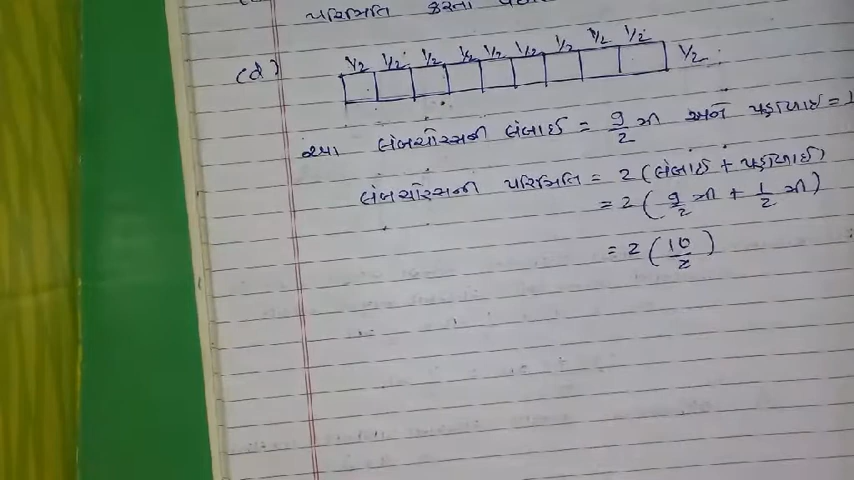 પરિમિતિ કરતા
(d)
1/2 1/2 1/2 1/2 1/2 1/2 1/2 1/2 1/2
1/2
આ લંબચોરસની લંબાઈ = 9/2 મી અને પહોળાઈ = 1
લંબચોરસની પરિમિતિ = 2 (લંબાઈ + પહોળાઈ)
= 2 ( 9/2 મી + 1/2 મી )
= 2 ( 10/2 )